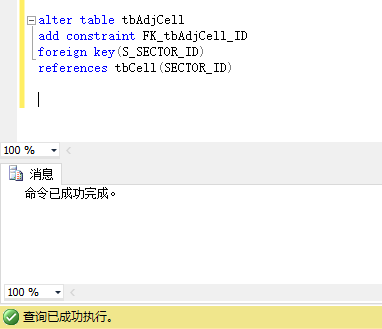 alter table tbAdjCell
add constraint FK_tbAdjCell_ID
foreign key(S_SECTOR_ID)
references tbCell(SECTOR_ID)
100 %
消息
命令已成功完成。
100 %
查询已成功执行。